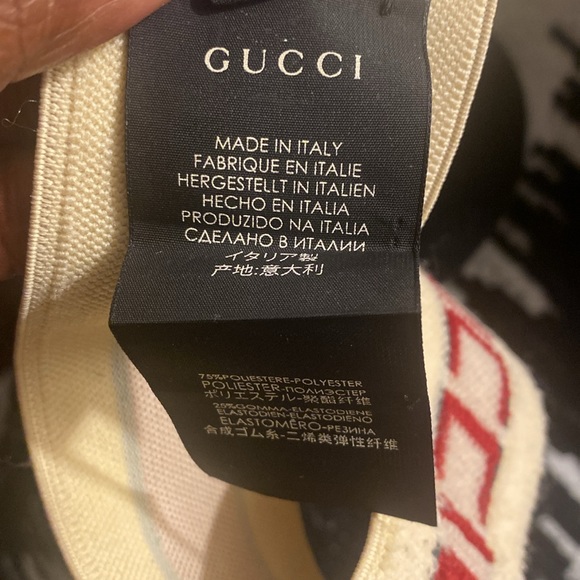 GUCCI
MADE IN ITALY
FABRIQUE EN ITALIE
HERGESTELLT IN ITALIEN
HECHO EN ITALIA
PRODUZIDO NA ITALIA
СДЕЛАНО В ИТАЛИИ
イタリア製
产地:意大利
75%POLIESTERE-POLYESTER
POLIESTER-ПОЛИЭСТЕР
ポリエステル-聚酯纤维
25%GOMMA-ELASTODIENE
ELASTODIEN-ELASTODIÉNO
ELASTÓMERO-РЕЗИНА
合成ゴム糸-二烯类弹性纤维